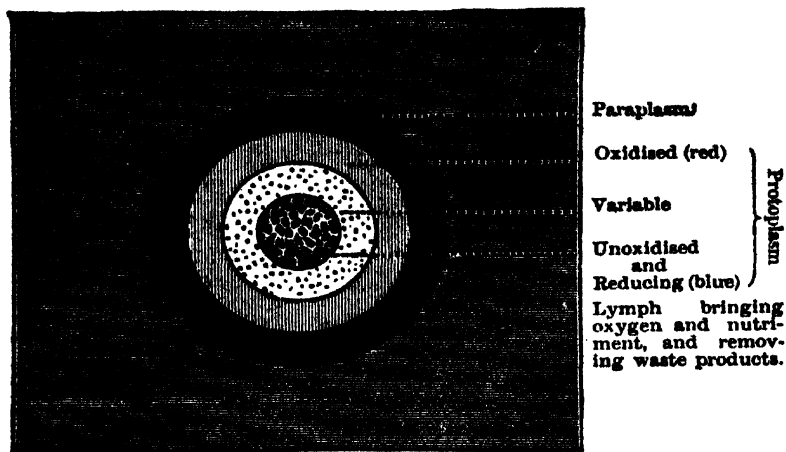 Paraplasm
Oxidised (red)
Variable
Unoxidised
and
Reducing (blue)
Protoplasm
Lymph bringing
oxygen and nutri-
ment, and remov-
ing waste products.